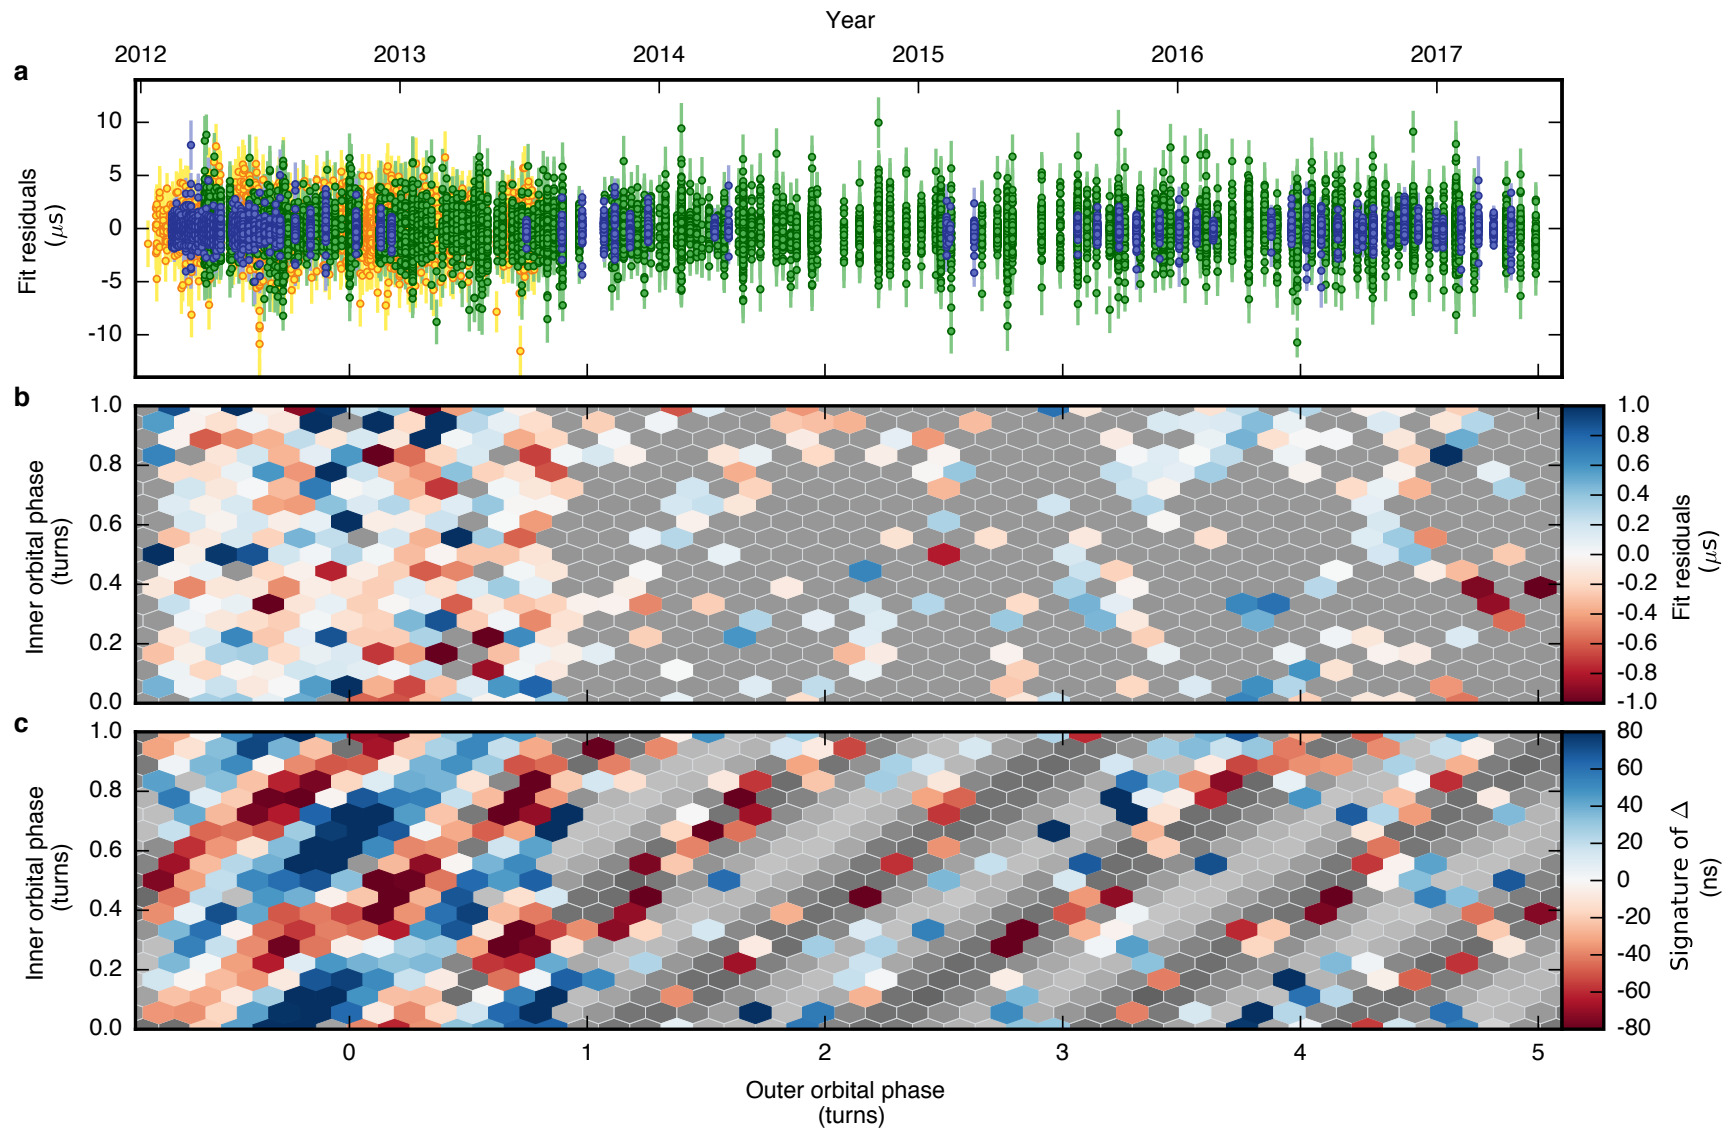 Year
2012 2013 2014 2015 2016 2017
a
10
5
0
-5
-10
Fit residuals
(μs)
b
1.0
0.8
0.6
0.4
0.2
0.0
Inner orbital phase
(turns)
1.0
0.8
0.6
0.4
0.2
0.0
-0.2
-0.4
-0.6
-0.8
-1.0
Fit residuals
(μs)
c
1.0
0.8
0.6
0.4
0.2
0.0
Inner orbital phase
(turns)
80
60
40
20
0
-20
-40
-60
-80
Signature of Δ
(ns)
0 1 2 3 4 5
Outer orbital phase
(turns)